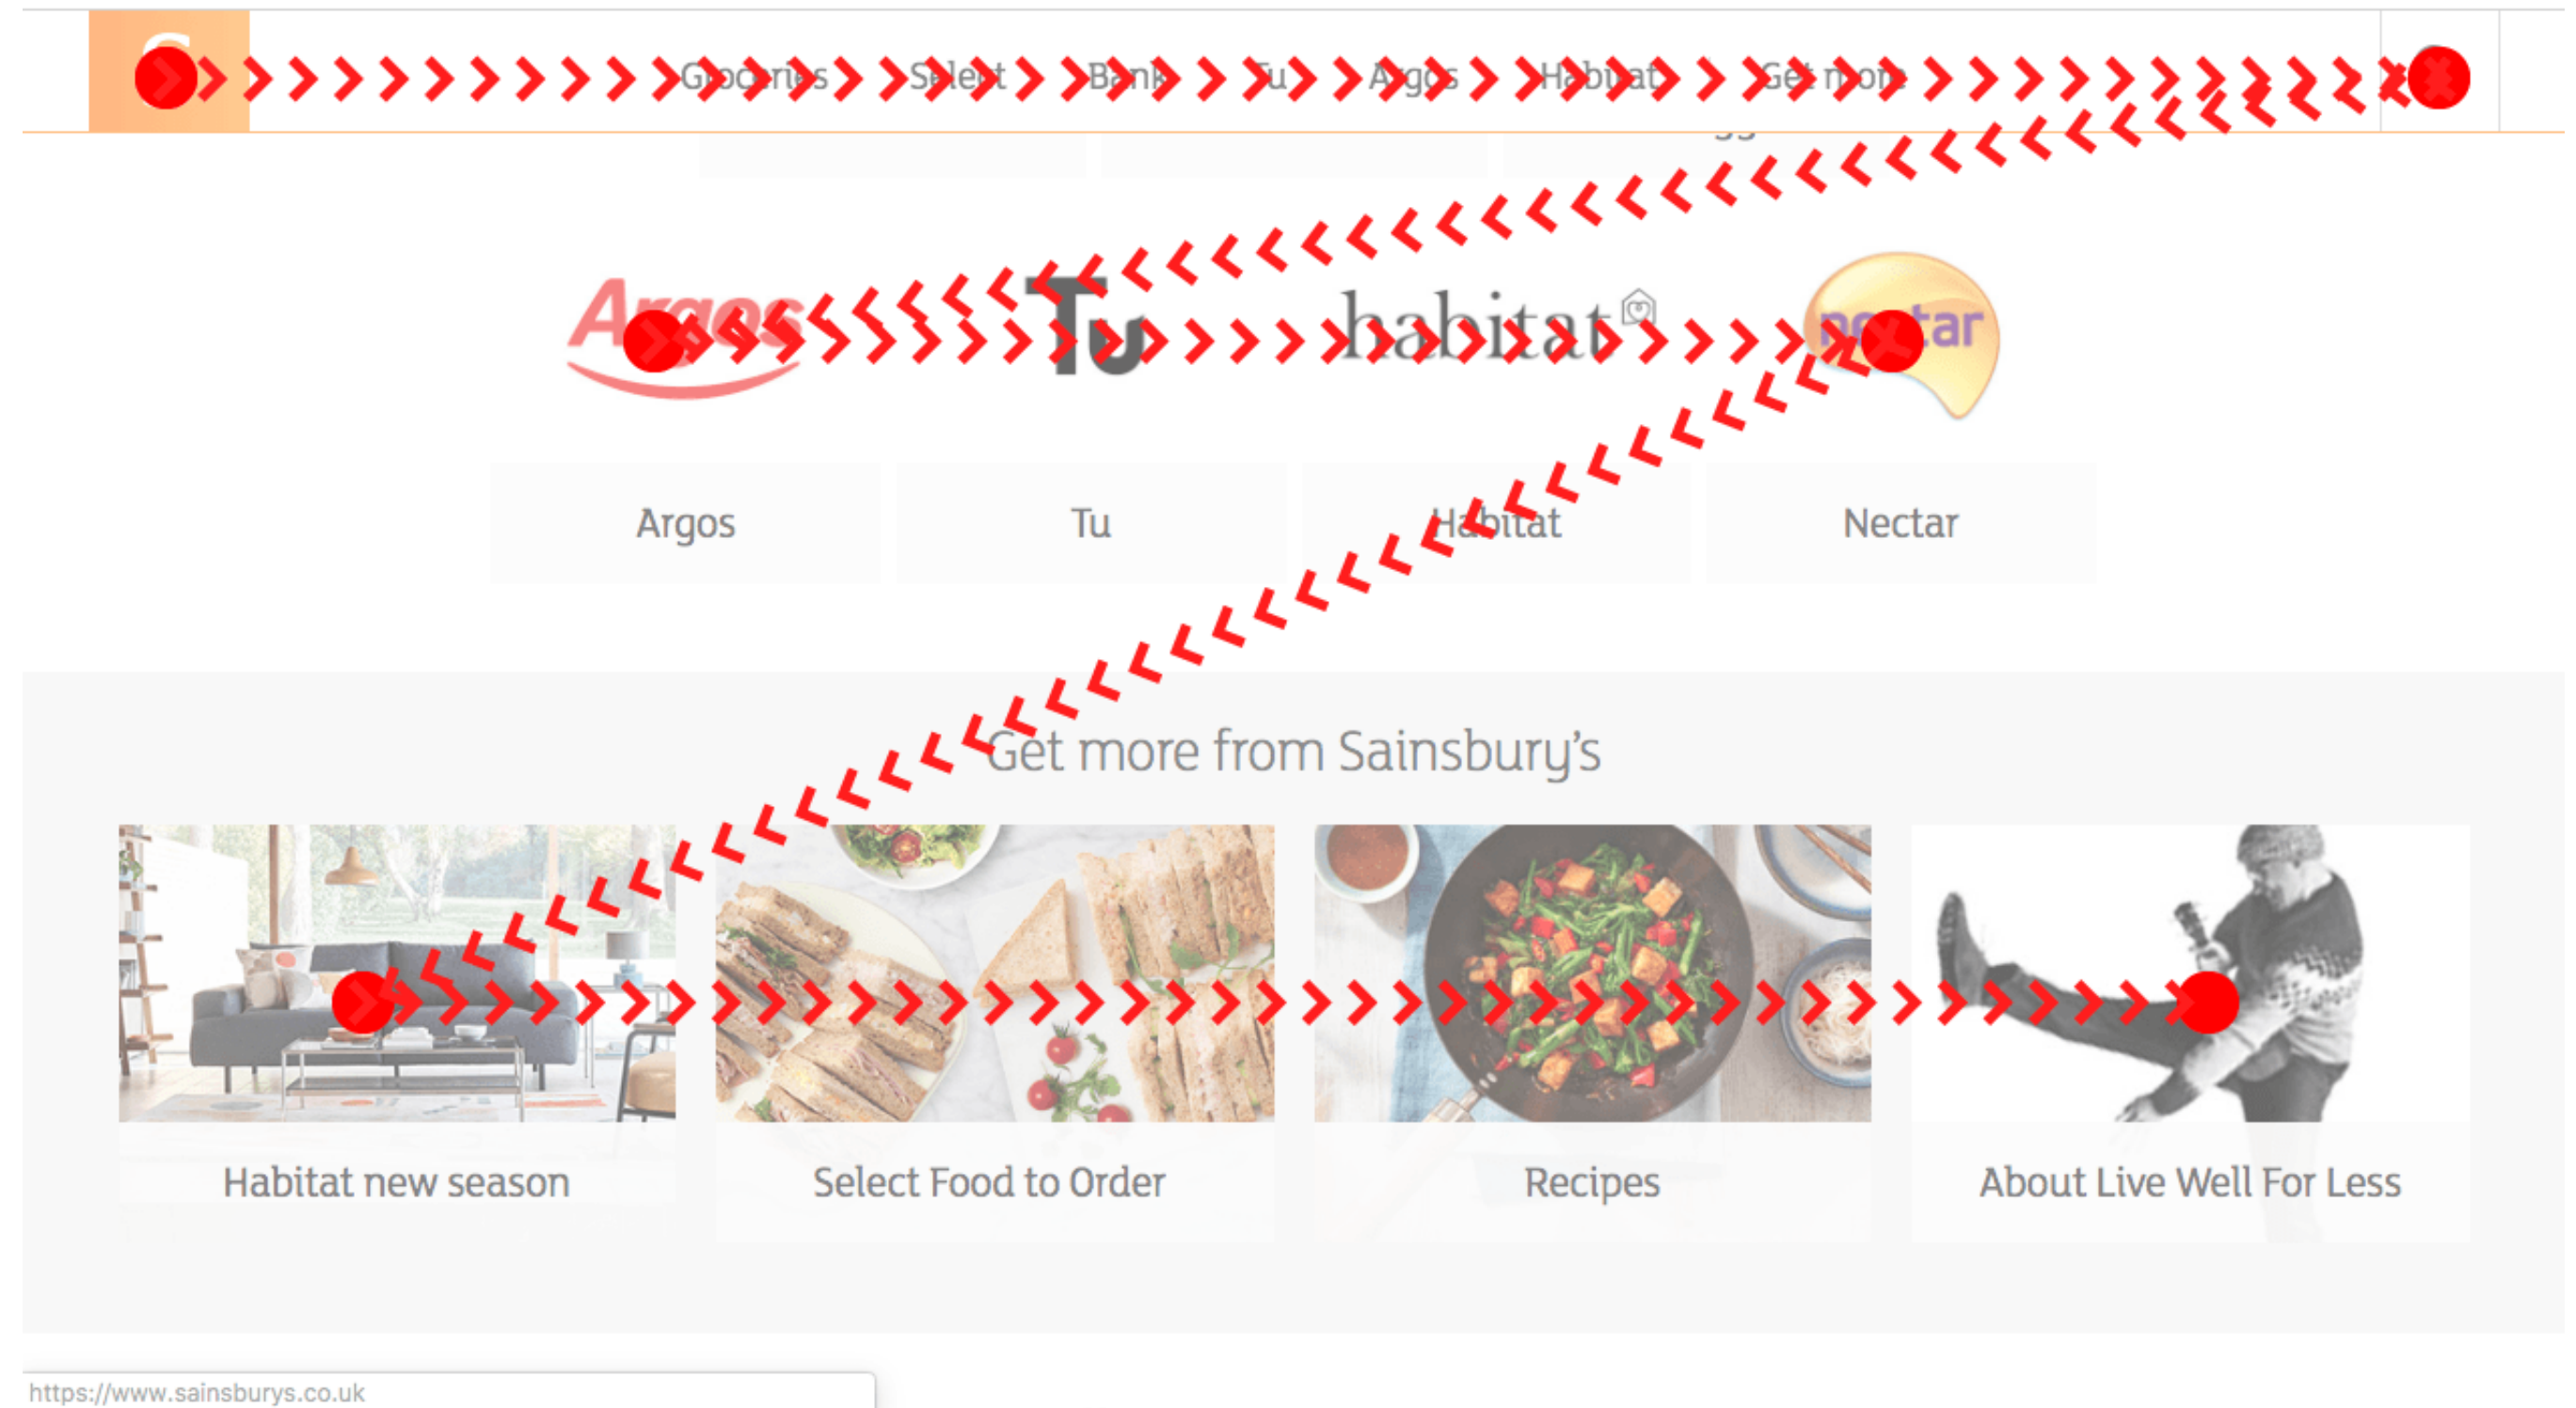 Groceries Select Bank Tu Argos Habitat Get more
Argos Tu habitat nectar
Argos Tu Habitat Nectar
Get more from Sainsbury's
Habitat new season Select Food to Order Recipes About Live Well For Less
https://www.sainsburys.co.uk